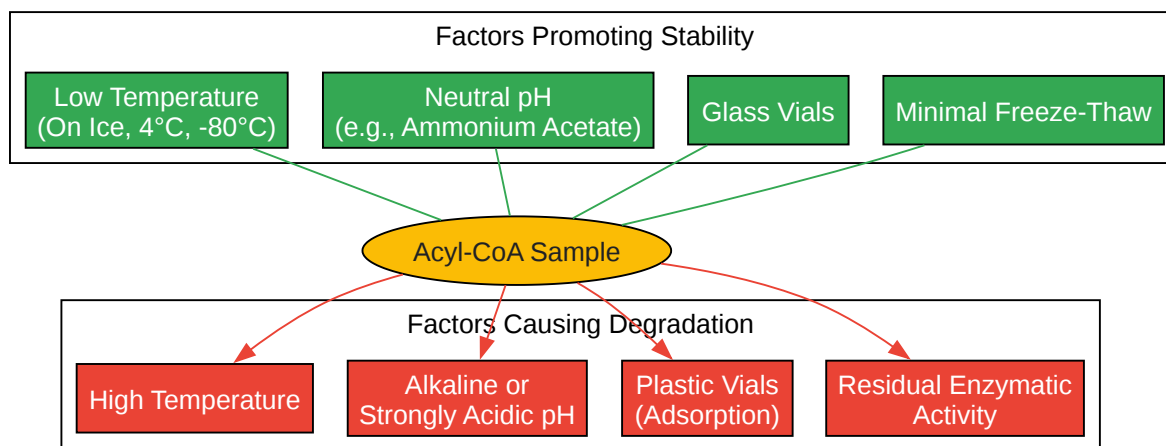 Factors Promoting Stability
Low Temperature
(On Ice, 4°C, -80°C)
Neutral pH
(e.g., Ammonium Acetate)
Glass Vials
Minimal Freeze-Thaw
Acyl-CoA Sample
Factors Causing Degradation
High Temperature
Alkaline or
Strongly Acidic pH
Plastic Vials
(Adsorption)
Residual Enzymatic
Activity